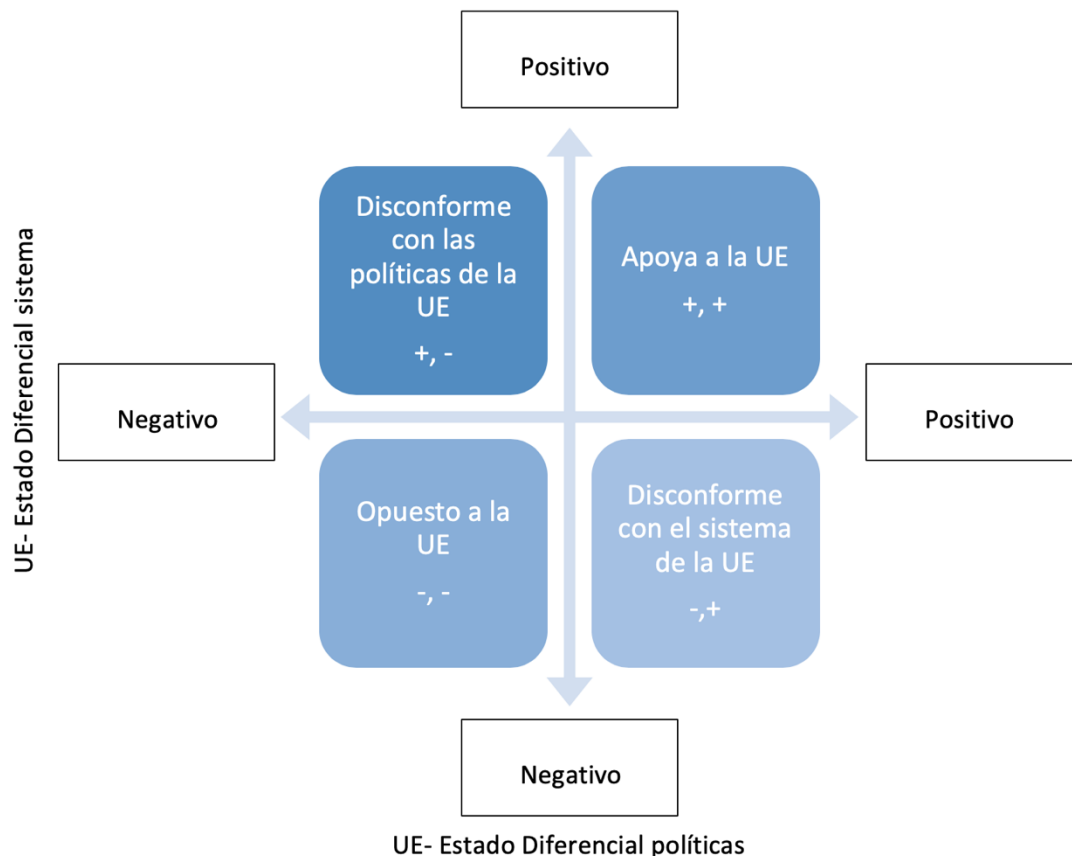 Positivo
Disconforme
con las
políticas de la
UE
+, -
Apoya a la UE
+, +
UE- Estado Diferencial sistema
Negativo
Positivo
Opuesto a la
UE
-, -
Disconforme
con el sistema
de la UE
-,+
Negativo
UE- Estado Diferencial políticas